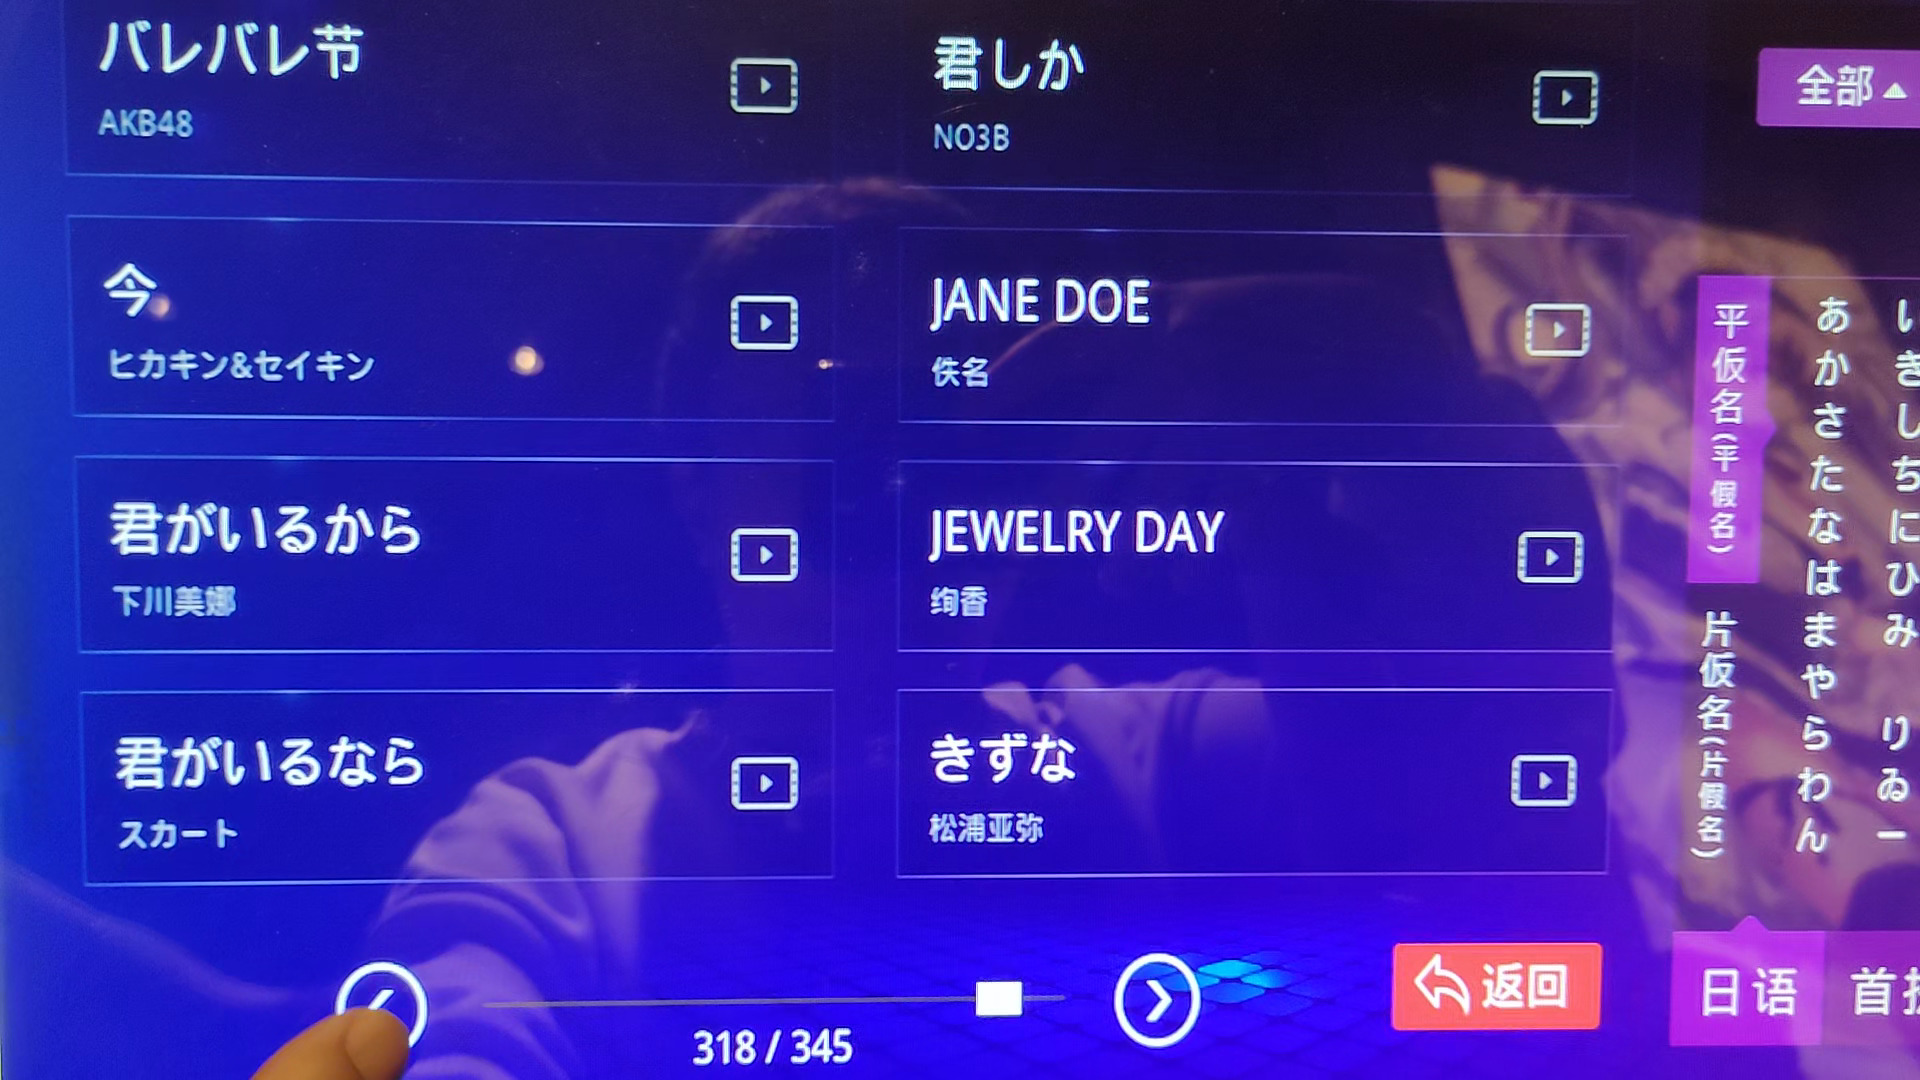 バレバレ节
AKB48
君しか
NO3B
今
ヒカキン&セイキン
JANE DOE
佚名
君がいるから
下川美娜
JEWELRY DAY
绚香
君がいるなら
スカート
きずな
松浦亚弥
318 / 345
返回
全部
平仮名(平假名)
片仮名(片假名)
あかさたなはまやらわん
いきしちにひみ りゐー
日语
首